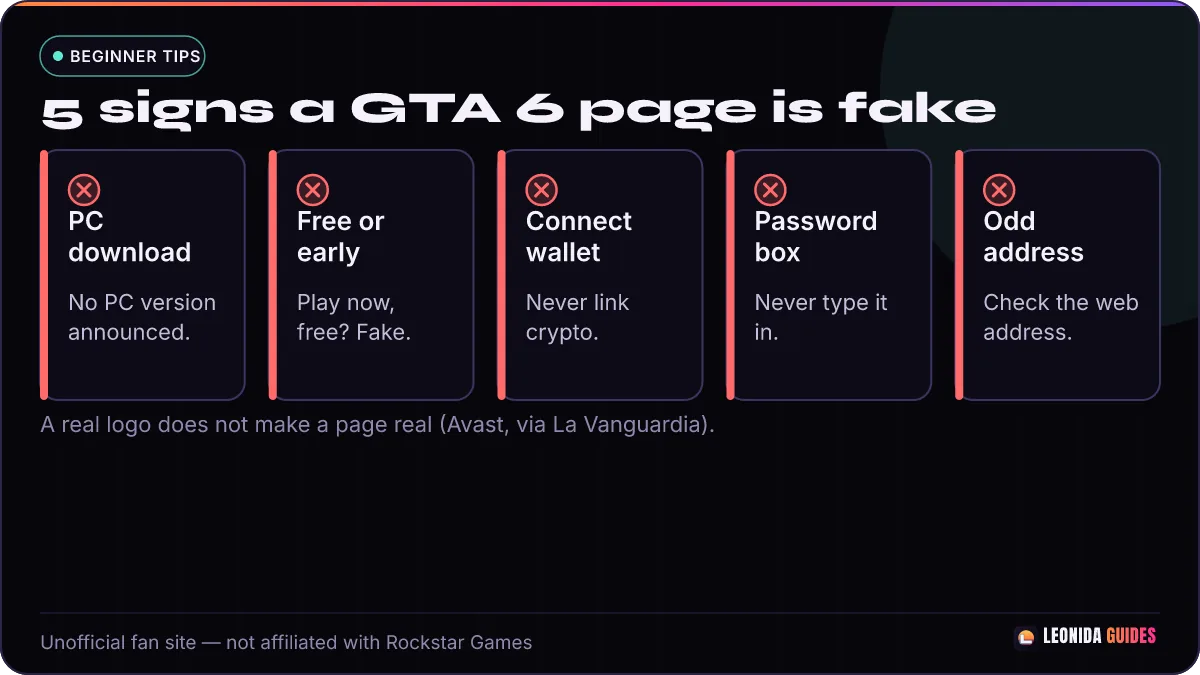 BEGINNER TIPS
5 signs a GTA 6 page is fake
PC
download
No PC version
announced.
Free or
early
Play now,
free? Fake.
Connect
wallet
Never link
crypto.
Password
box
Never type it
in.
Odd
address
Check the web
address.
A real logo does not make a page real (Avast, via La Vanguardia).
Unofficial fan site — not affiliated with Rockstar Games
LEONIDA GUIDES